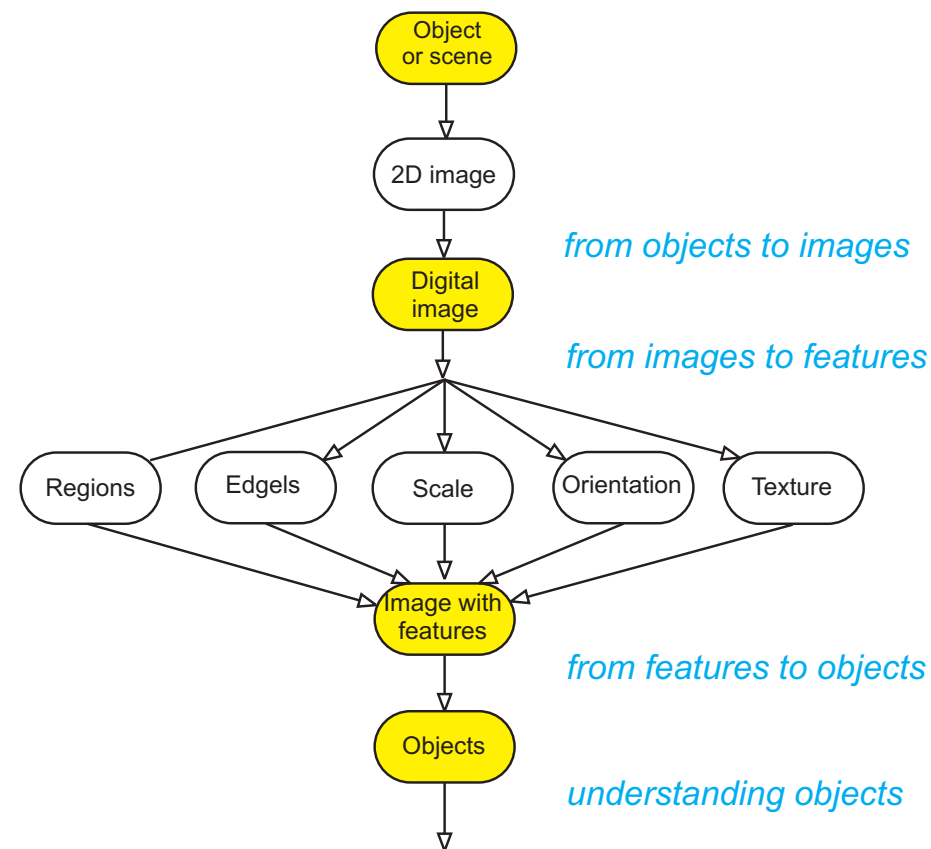 Object
or scene
2D image
from objects to images
Digital
image
from images to features
Regions
Edgels
Scale
Orientation
Texture
Image with
features
from features to objects
Objects
understanding objects